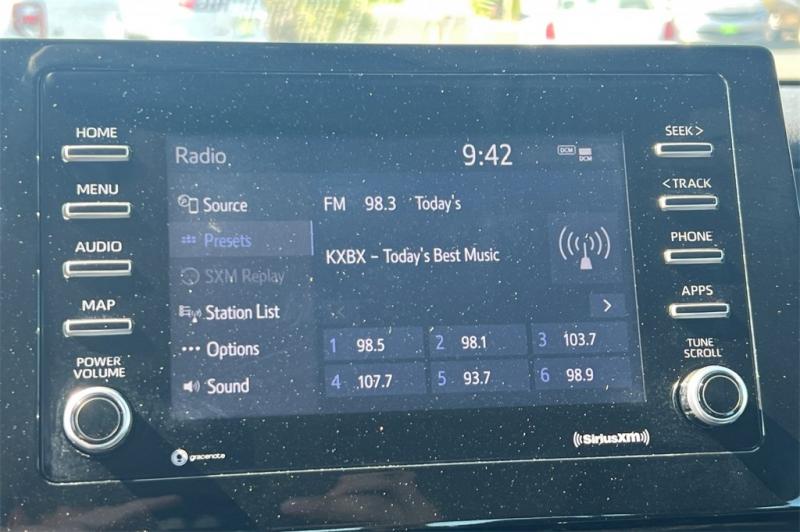 HOME
MENU
AUDIO
MAP
POWER
VOLUME
Radio
9:42
DCM
DCM
Source
Presets
SXM Replay
Station List
Options
Sound
FM 98.3 Today's
KXBX – Today's Best Music
>
1 98.5
2 98.1
3 103.7
4 107.7
5 93.7
6 98.9
SEEK >
< TRACK
PHONE
APPS
TUNE
SCROLL
gracenote
((SiriusXM))